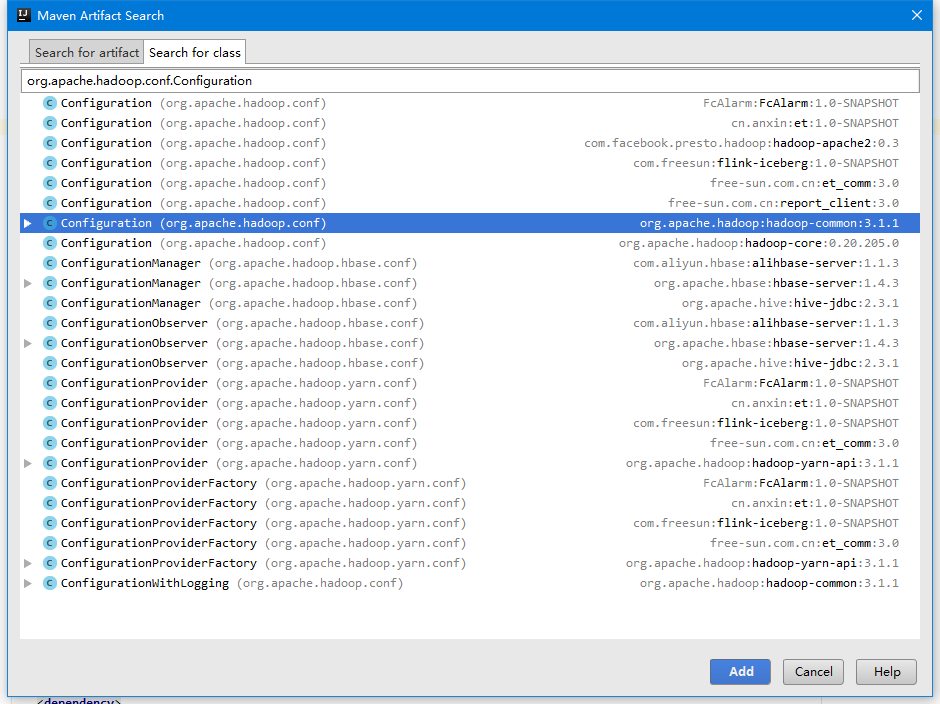 Maven Artifact Search
Search for artifact Search for class
org.apache.hadoop.conf.Configuration
C Configuration (org.apache.hadoop.conf) FcAlarm:FcAlarm:1.0-SNAPSHOT
C Configuration (org.apache.hadoop.conf) cn.anxin:et:1.0-SNAPSHOT
C Configuration (org.apache.hadoop.conf) com.facebook.presto.hadoop:hadoop-apache2:0.3
C Configuration (org.apache.hadoop.conf) com.freesun:flink-iceberg:1.0-SNAPSHOT
C Configuration (org.apache.hadoop.conf) free-sun.com.cn:et_comm:3.0
C Configuration (org.apache.hadoop.conf) free-sun.com.cn:report_client:3.0
C Configuration (org.apache.hadoop.conf) org.apache.hadoop:hadoop-common:3.1.1
C Configuration (org.apache.hadoop.conf) org.apache.hadoop:hadoop-core:0.20.205.0
C ConfigurationManager (org.apache.hadoop.hbase.conf) com.aliyun.hbase:alihbase-server:1.1.3
C ConfigurationManager (org.apache.hadoop.hbase.conf) org.apache.hbase:hbase-server:1.4.3
C ConfigurationManager (org.apache.hadoop.hbase.conf) org.apache.hive:hive-jdbc:2.3.1
C ConfigurationObserver (org.apache.hadoop.hbase.conf) com.aliyun.hbase:alihbase-server:1.1.3
C ConfigurationObserver (org.apache.hadoop.hbase.conf) org.apache.hbase:hbase-server:1.4.3
C ConfigurationObserver (org.apache.hadoop.hbase.conf) org.apache.hive:hive-jdbc:2.3.1
C ConfigurationProvider (org.apache.hadoop.yarn.conf) FcAlarm:FcAlarm:1.0-SNAPSHOT
C ConfigurationProvider (org.apache.hadoop.yarn.conf) cn.anxin:et:1.0-SNAPSHOT
C ConfigurationProvider (org.apache.hadoop.yarn.conf) com.freesun:flink-iceberg:1.0-SNAPSHOT
C ConfigurationProvider (org.apache.hadoop.yarn.conf) free-sun.com.cn:et_comm:3.0
C ConfigurationProvider (org.apache.hadoop.yarn.conf) org.apache.hadoop:hadoop-yarn-api:3.1.1
C ConfigurationProviderFactory (org.apache.hadoop.yarn.conf) FcAlarm:FcAlarm:1.0-SNAPSHOT
C ConfigurationProviderFactory (org.apache.hadoop.yarn.conf) cn.anxin:et:1.0-SNAPSHOT
C ConfigurationProviderFactory (org.apache.hadoop.yarn.conf) com.freesun:flink-iceberg:1.0-SNAPSHOT
C ConfigurationProviderFactory (org.apache.hadoop.yarn.conf) free-sun.com.cn:et_comm:3.0
C ConfigurationProviderFactory (org.apache.hadoop.yarn.conf) org.apache.hadoop:hadoop-yarn-api:3.1.1
C ConfigurationWithLogging (org.apache.hadoop.conf) org.apache.hadoop:hadoop-common:3.1.1
Add Cancel Help
<dependency>